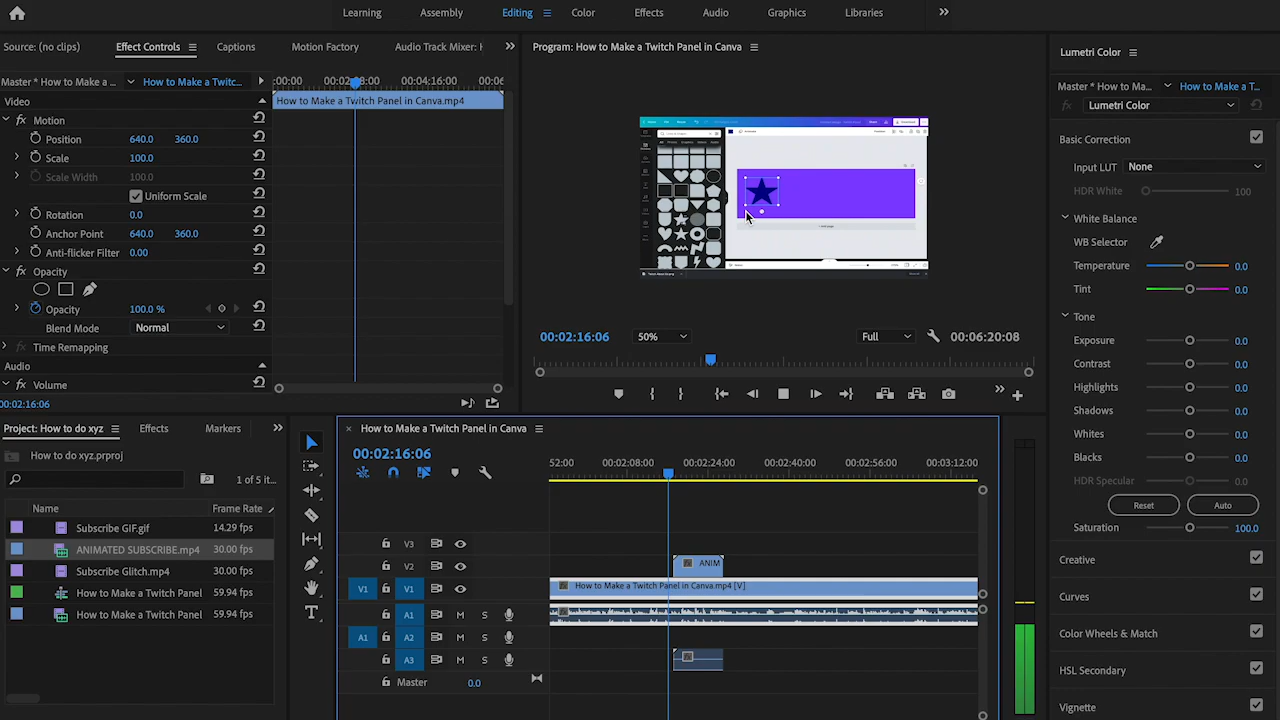 Learning Assembly Editing Color Effects Audio Graphics Libraries
Source: (no clips) Effect Controls Captions Motion Factory Audio Track Mixer: H
Master * How to Make a ... How to Make a Twitc...
:00:00 00:02:08:00 00:04:16:00 00:06
Video
How to Make a Twitch Panel in Canva.mp4
Motion
Position 640.0 360.0
Scale 100.0
Scale Width 100.0
Uniform Scale
Rotation 0.0
Anchor Point 640.0 360.0
Anti-flicker Filter 0.00
Opacity
Opacity 100.0 %
Blend Mode Normal
Time Remapping
Audio
Volume
00:02:16:06
Program: How to Make a Twitch Panel in Canva
00:02:16:06 50% Full 00:06:20:08
Lumetri Color
Master * How to Ma... How to Make a T...
Lumetri Color
Basic Correction
Input LUT None
HDR White 100
White Balance
WB Selector
Temperature 0.0
Tint 0.0
Tone
Exposure 0.0
Contrast 0.0
Highlights 0.0
Shadows 0.0
Whites 0.0
Blacks 0.0
HDR Specular 0.0
Reset Auto
Saturation 100.0
Creative
Curves
Color Wheels & Match
HSL Secondary
Vignette
Project: How to do xyz Effects Markers
How to do xyz.prproj
1 of 5 it...
Name Frame Rate
Subscribe GIF.gif 14.29 fps
ANIMATED SUBSCRIBE.mp4 30.00 fps
Subscribe Glitch.mp4 30.00 fps
How to Make a Twitch Panel 59.94 fps
How to Make a Twitch Panel 59.94 fps
How to Make a Twitch Panel in Canva
00:02:16:06
52:00 00:02:08:00 00:02:24:00 00:02:40:00 00:02:56:00 00:03:12:00
V3
V2 ANIM
V1 V1 How to Make a Twitch Panel in Canva.mp4 [V]
A1 M S
A1 A2 M S
A3 M S
Master 0.0